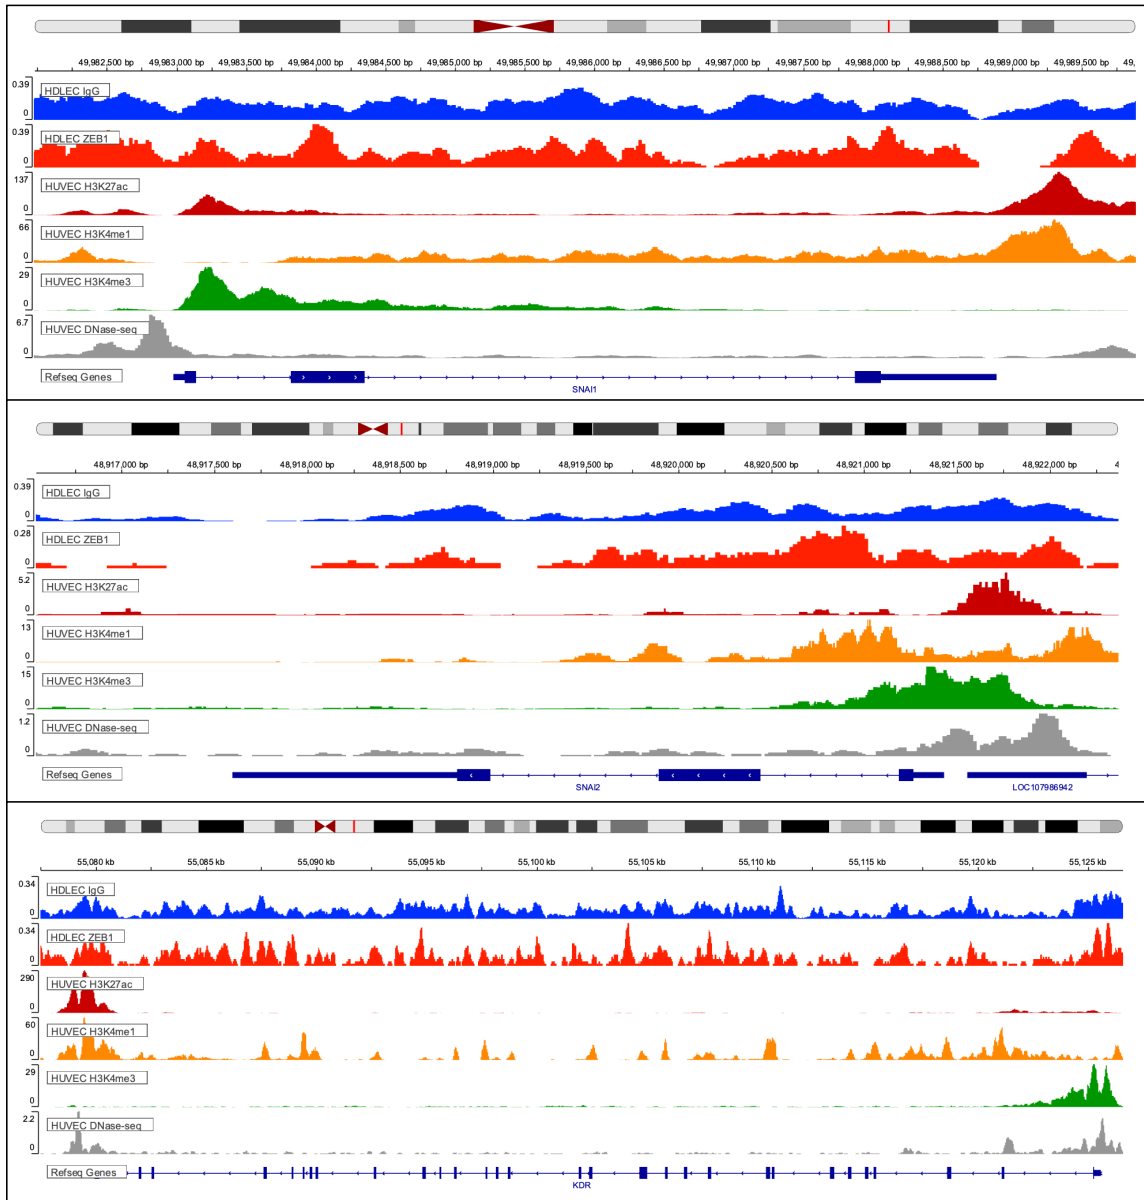 49,982,500 bp 49,983,000 bp 49,983,500 bp 49,984,000 bp 49,984,500 bp 49,985,000 bp 49,985,500 bp 49,986,000 bp 49,986,500 bp 49,987,000 bp 49,987,500 bp 49,988,000 bp 49,988,500 bp 49,989,000 bp 49,989,500 bp 49,
0.39 HDLEC IgG
0
0.39 HDLEC ZEB1
0
137 HUVEC H3K27ac
0
66 HUVEC H3K4me1
0
29 HUVEC H3K4me3
0
6.7 HUVEC DNase-seq
0
Refseq Genes
SNAI1
48,917,000 bp 48,917,500 bp 48,918,000 bp 48,918,500 bp 48,919,000 bp 48,919,500 bp 48,920,000 bp 48,920,500 bp 48,921,000 bp 48,921,500 bp 48,922,000 bp 4
0.39 HDLEC IgG
0
0.28 HDLEC ZEB1
0
5.2 HUVEC H3K27ac
0
13 HUVEC H3K4me1
0
15 HUVEC H3K4me3
0
1.2 HUVEC DNase-seq
0
Refseq Genes
SNAI2 LOC107986942
55,080 kb 55,085 kb 55,090 kb 55,095 kb 55,100 kb 55,105 kb 55,110 kb 55,115 kb 55,120 kb 55,125 kb
0.34 HDLEC IgG
0
0.34 HDLEC ZEB1
0
290 HUVEC H3K27ac
0
60 HUVEC H3K4me1
0
29 HUVEC H3K4me3
0
2.2 HUVEC DNase-seq
0
Refseq Genes
KDR